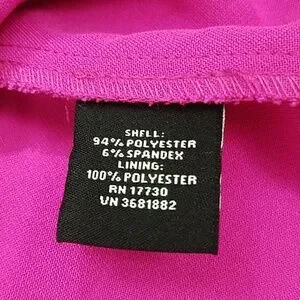 SHELL:
94% POLYESTER
6% SPANDEX
LINING:
100% POLYESTER
RN 17730
VN 3681882